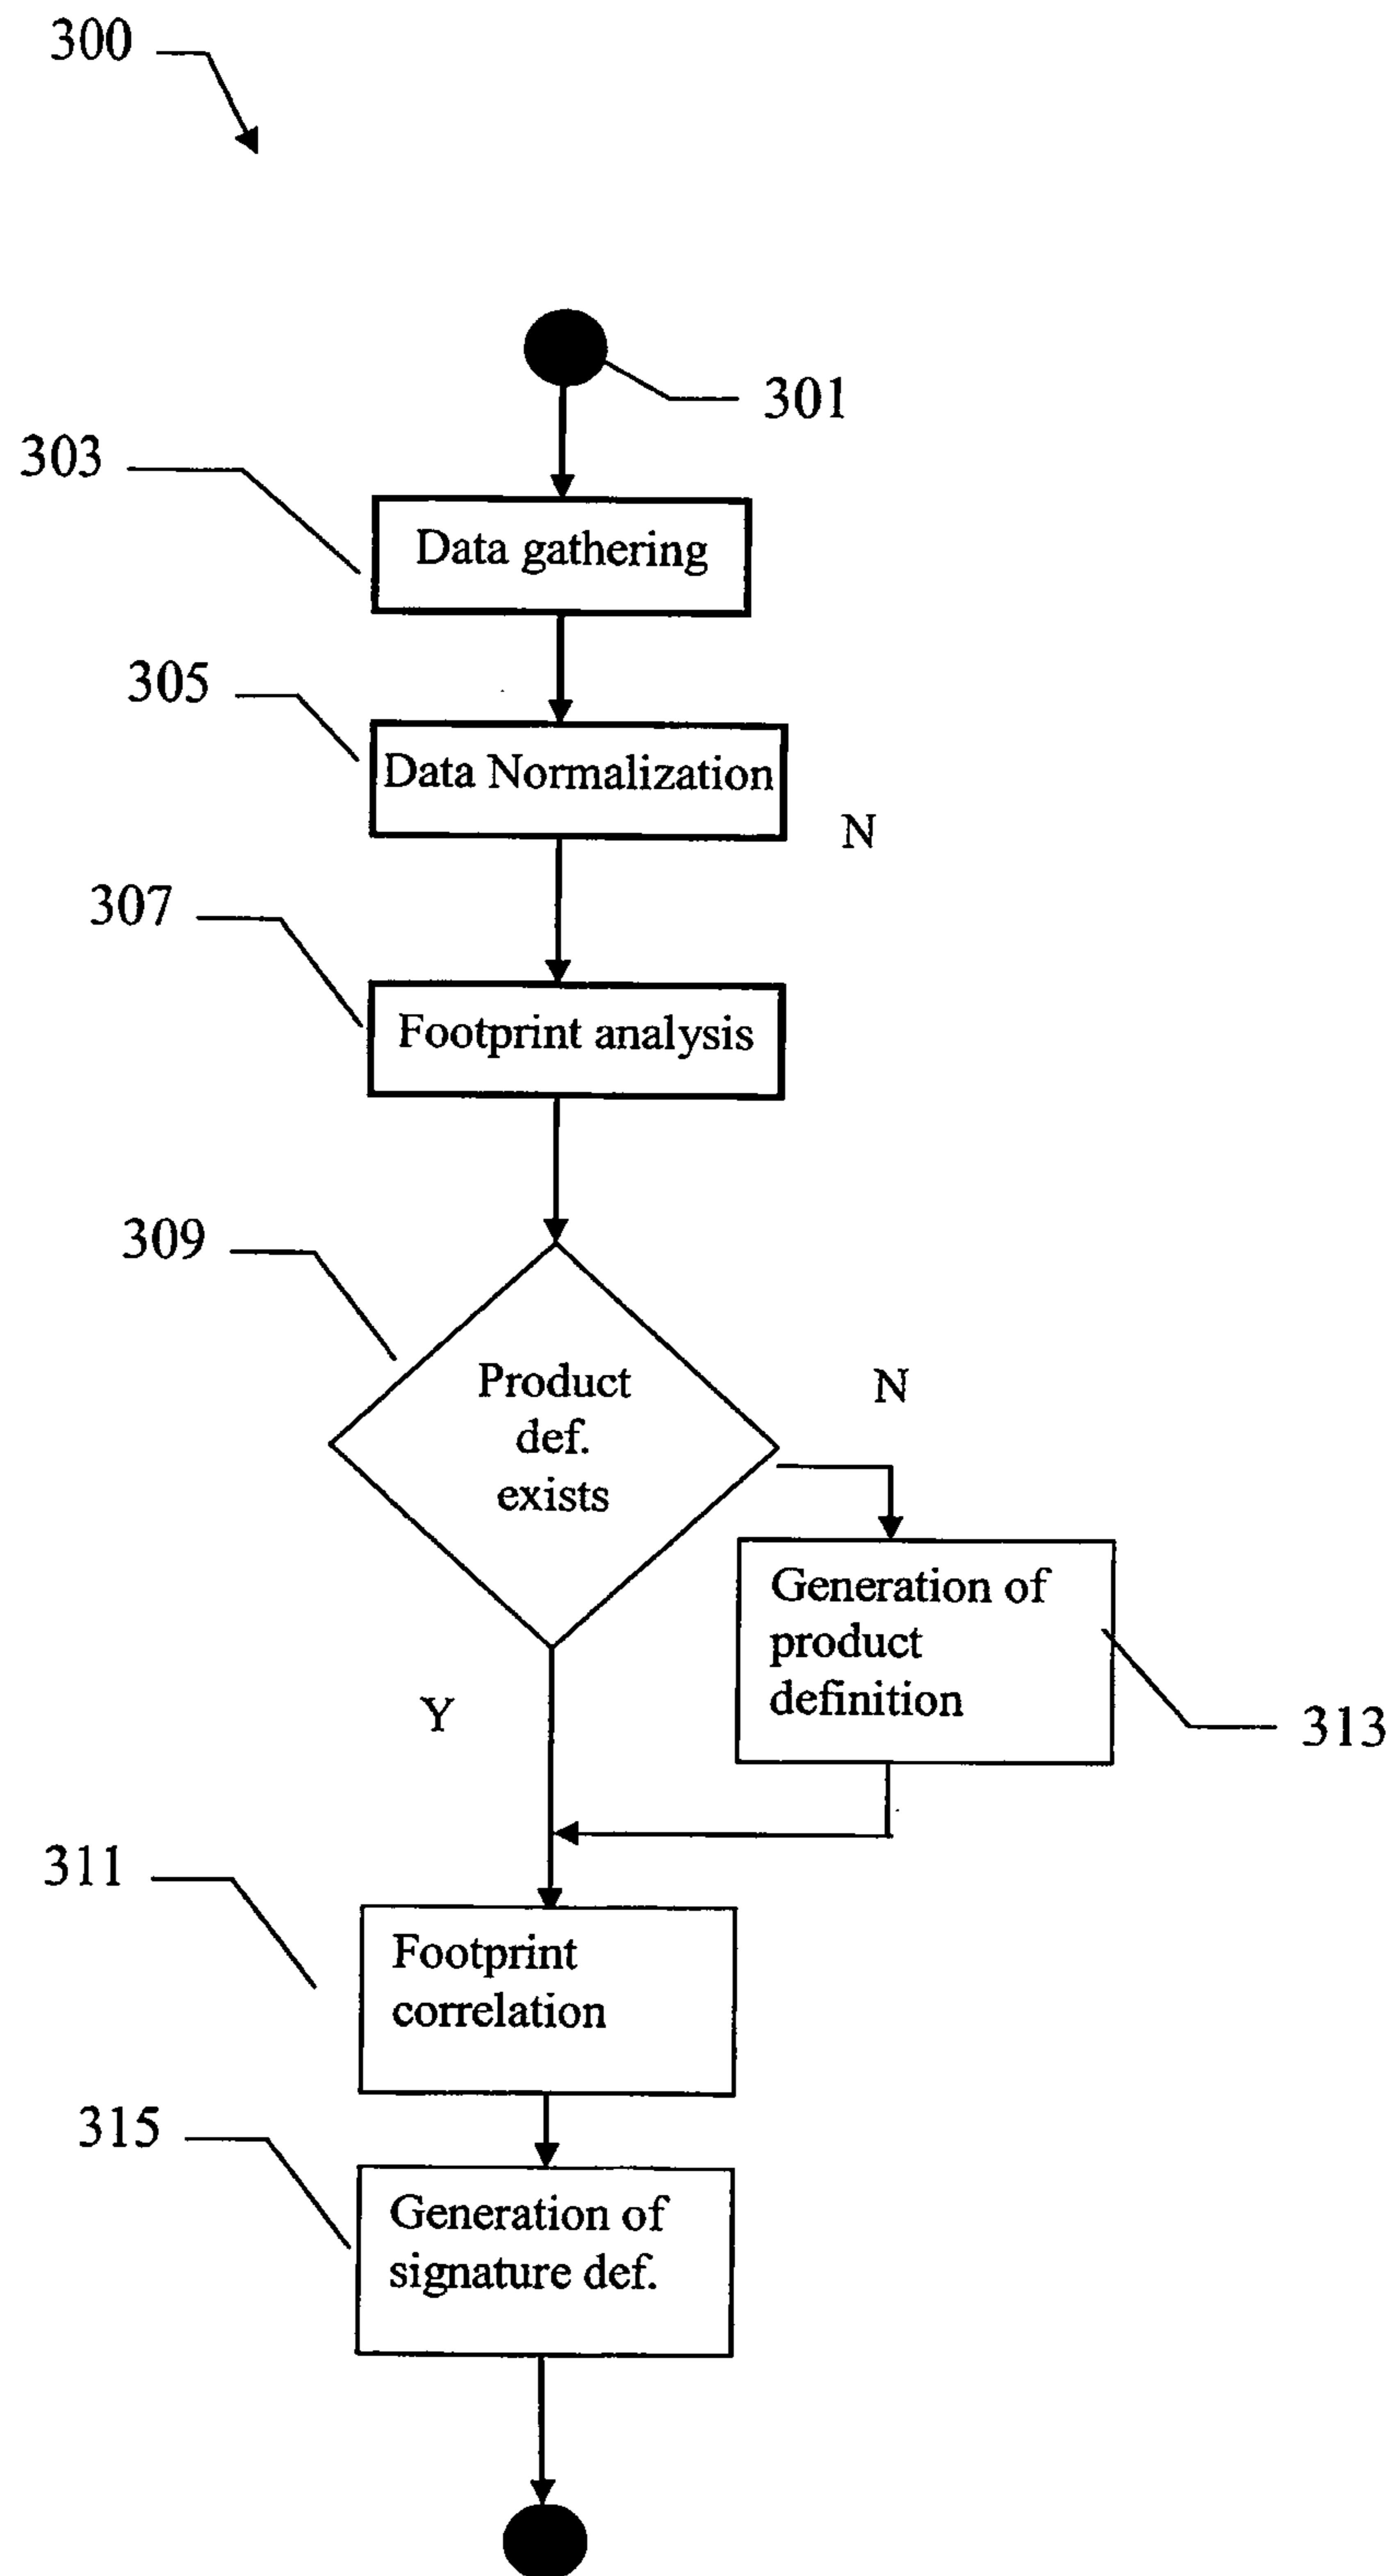 300
301
303
Data gathering
305
Data Normalization
N
307
Footprint analysis
309
Product
def.
exists
N
Generation of
product
definition
313
Y
311
Footprint
correlation
315
Generation of
signature def.